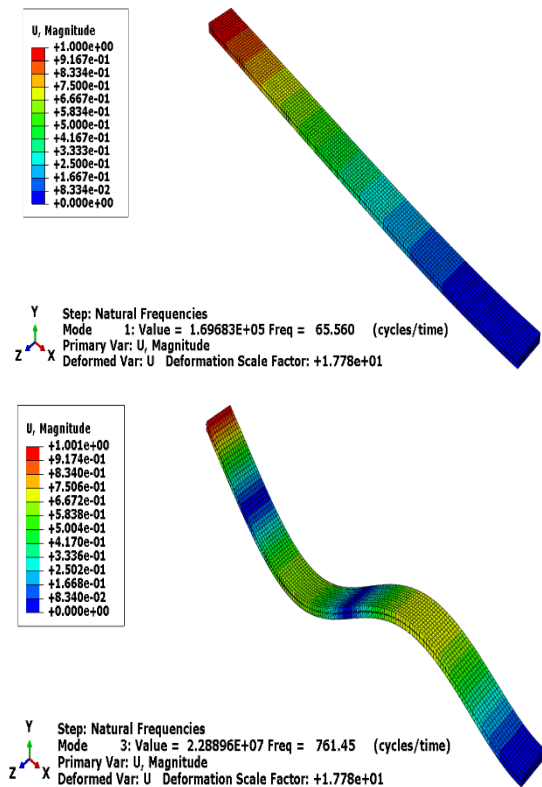 U, Magnitude
+1.000e+00
+9.167e-01
+8.334e-01
+7.500e-01
+6.667e-01
+5.834e-01
+5.000e-01
+4.167e-01
+3.333e-01
+2.500e-01
+1.667e-01
+8.334e-02
+0.000e+00
Y
Z X
Step: Natural Frequencies
Mode 1: Value = 1.69683E+05 Freq = 65.560 (cycles/time)
Primary Var: U, Magnitude
Deformed Var: U Deformation Scale Factor: +1.778e+01
U, Magnitude
+1.001e+00
+9.174e-01
+8.340e-01
+7.506e-01
+6.672e-01
+5.838e-01
+5.004e-01
+4.170e-01
+3.336e-01
+2.502e-01
+1.668e-01
+8.340e-02
+0.000e+00
Y
Z X
Step: Natural Frequencies
Mode 3: Value = 2.28896E+07 Freq = 761.45 (cycles/time)
Primary Var: U, Magnitude
Deformed Var: U Deformation Scale Factor: +1.778e+01